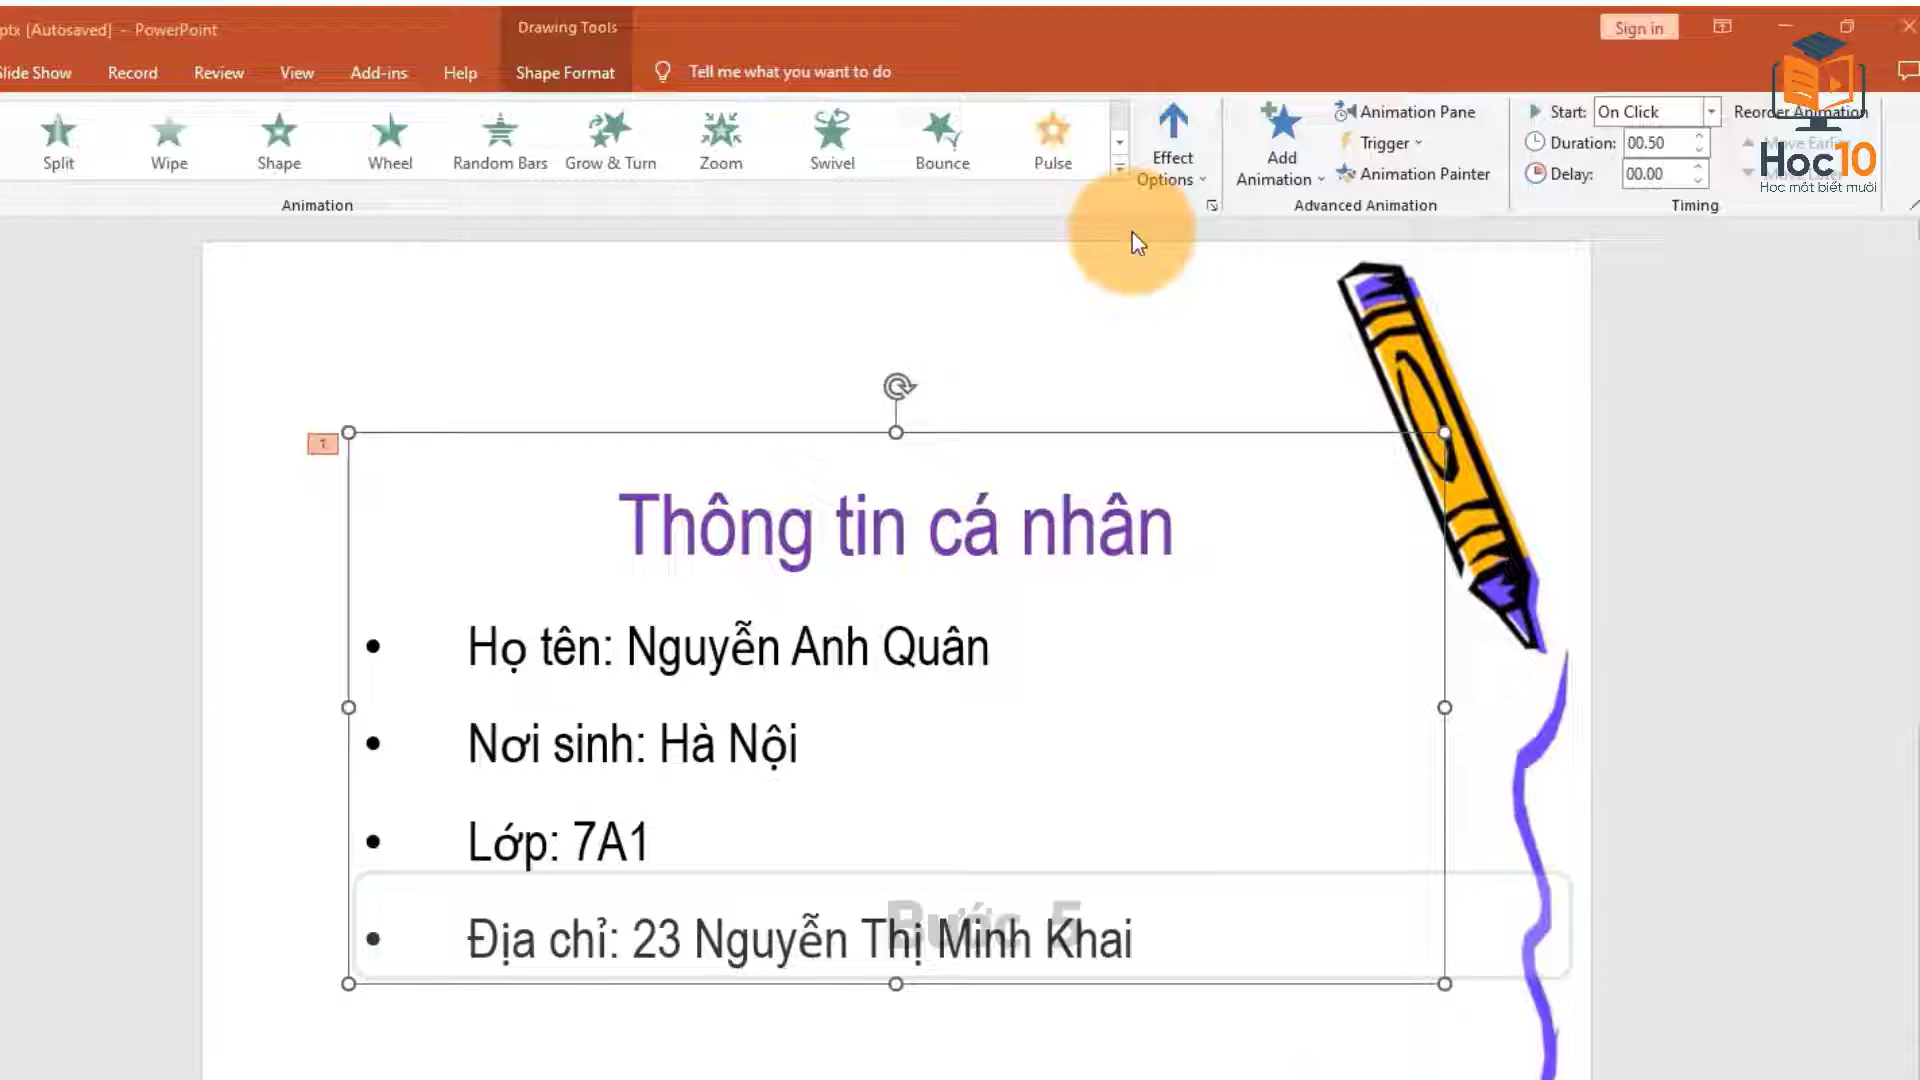 ptx [Autosaved] - PowerPoint
Drawing Tools
Sign in
Slide Show Record Review View Add-ins Help Shape Format Tell me what you want to do
Split Wipe Shape Wheel Random Bars Grow & Turn Zoom Swivel Bounce Pulse
Effect Options
Add Animation
Animation Pane
Trigger
Animation Painter
Start: On Click
Duration: 00.50
Delay: 00.00
Reorder Animation
Hoc10
Học một biết mười
Animation
Advanced Animation
Timing
1
Thông tin cá nhân
• Họ tên: Nguyễn Anh Quân
• Nơi sinh: Hà Nội
• Lớp: 7A1
• Địa chỉ: 23 Nguyễn Thị Minh Khai
Bước 5